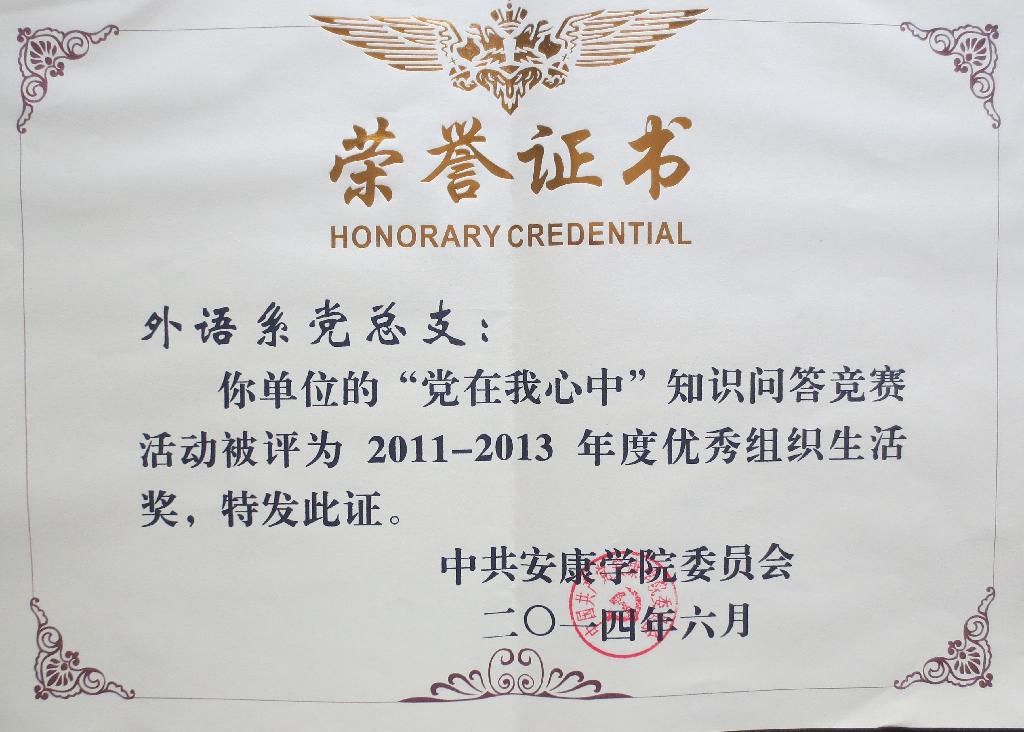 荣誉证书
HONORARY CREDENTIAL
外语系党总支：
你单位的“党在我心中”知识问答竞赛
活动被评为 2011-2013 年度优秀组织生活
奖，特发此证。
中共安康学院委员会
二〇一四年六月